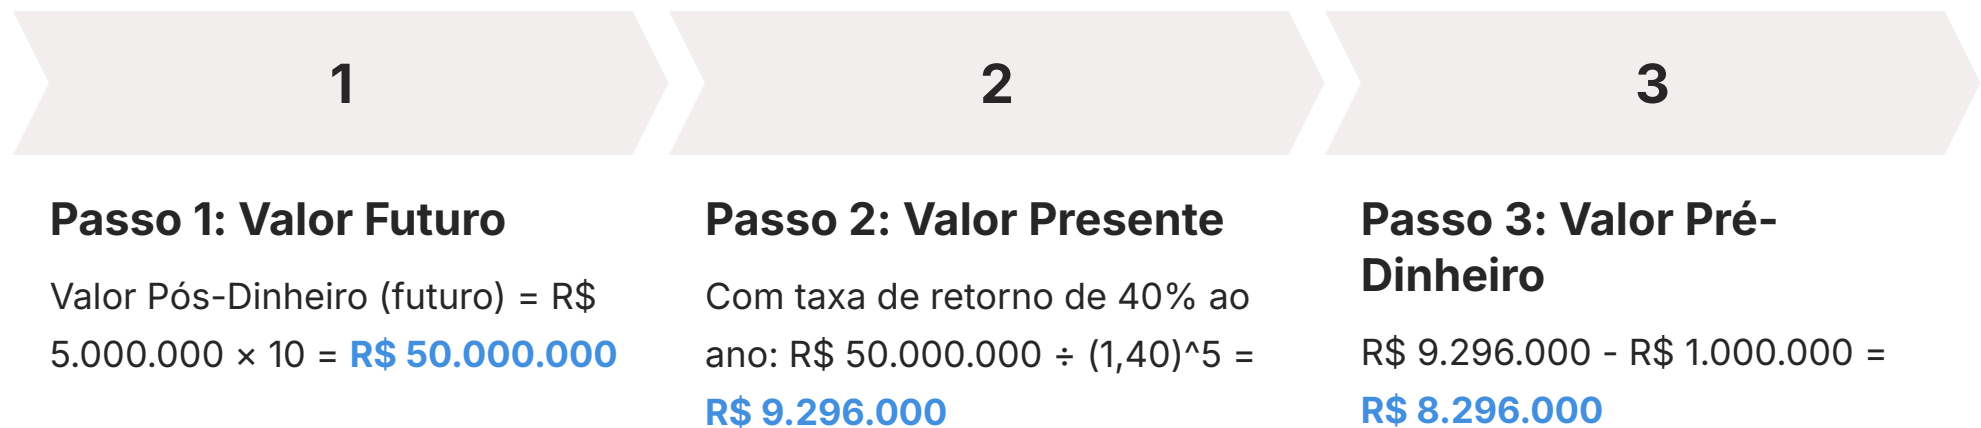 1
2
3
Passo 1: Valor Futuro
Valor Pós-Dinheiro (futuro) = R$
5.000.000 × 10 = R$ 50.000.000
Passo 2: Valor Presente
Com taxa de retorno de 40% ao
ano: R$ 50.000.000 ÷ (1,40)^5 =
R$ 9.296.000
Passo 3: Valor Pré-
Dinheiro
R$ 9.296.000 - R$ 1.000.000 =
R$ 8.296.000